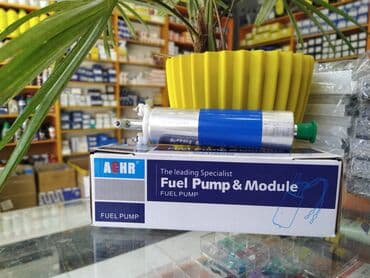 AEHR
The leading Specialist
Fuel Pump & Module
FUEL PUMP
FUEL PUMP